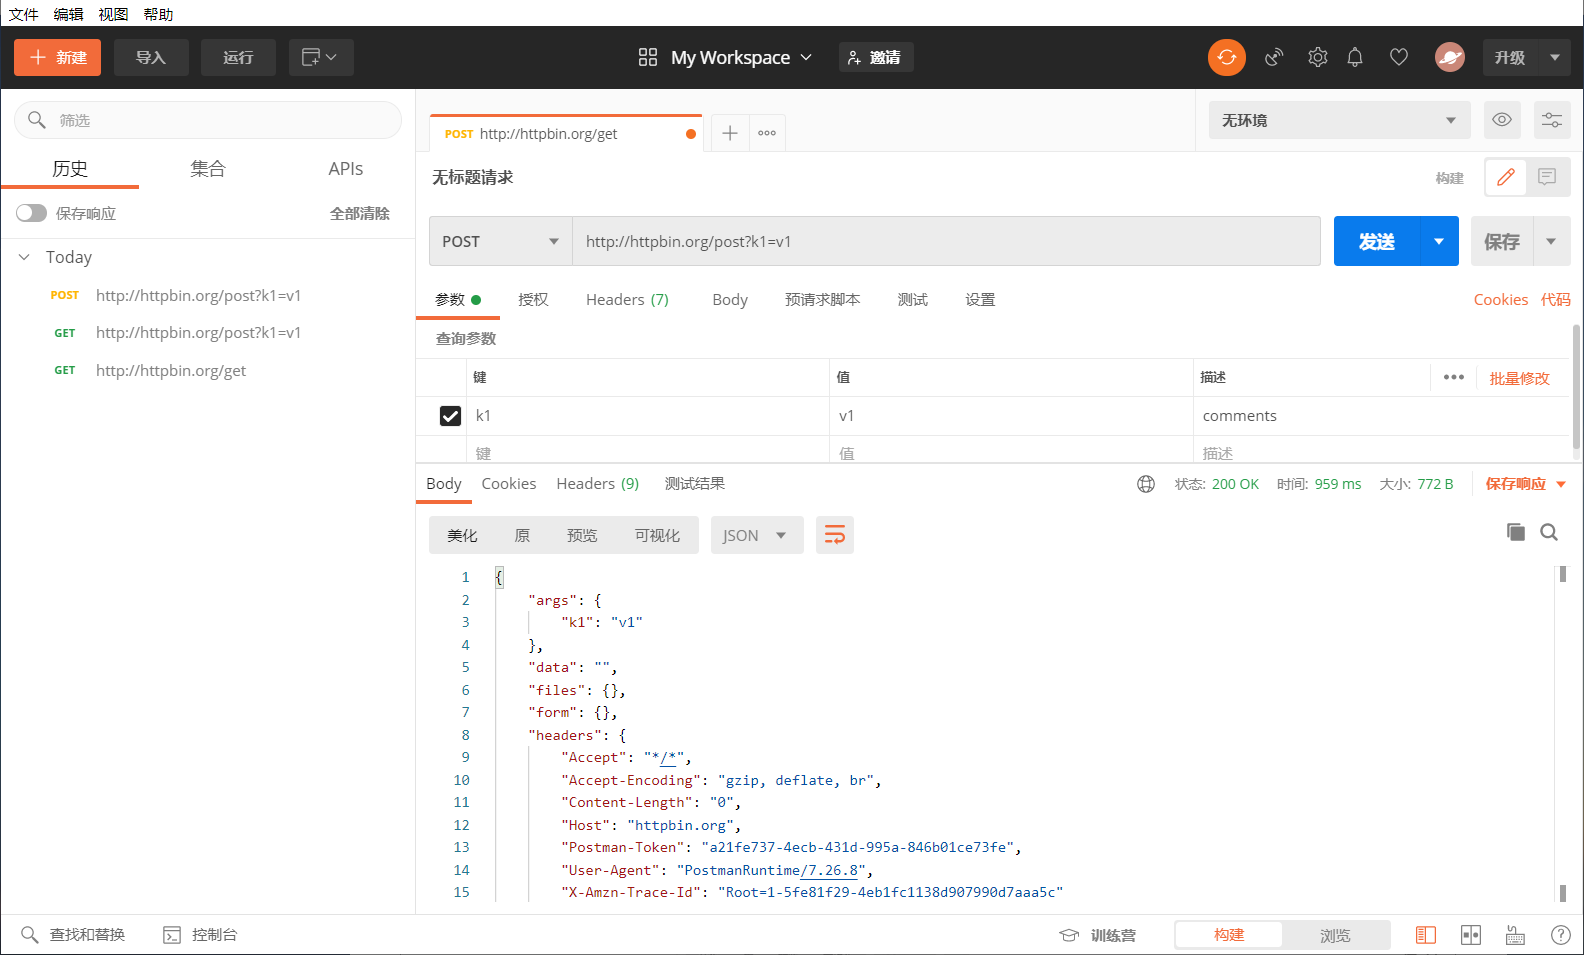 文件 编辑 视图 帮助
新建 导入 运行 My Workspace 邀请 升级
筛选
历史 集合 APIs
保存响应 全部清除
Today
POST http://httpbin.org/post?k1=v1
GET http://httpbin.org/post?k1=v1
GET http://httpbin.org/get
POST http://httpbin.org/get
无环境
无标题请求 构建
POST http://httpbin.org/post?k1=v1 发送 保存
参数 授权 Headers (7) Body 预请求脚本 测试 设置 Cookies 代码
查询参数
键 值 描述 批量修改
k1 v1 comments
键 值 描述
Body Cookies Headers (9) 测试结果 状态: 200 OK 时间: 959 ms 大小: 772 B 保存响应
美化 原 预览 可视化 JSON
1 {
2 "args": {
3 "k1": "v1"
4 },
5 "data": "",
6 "files": {},
7 "form": {},
8 "headers": {
9 "Accept": "*/*",
10 "Accept-Encoding": "gzip, deflate, br",
11 "Content-Length": "0",
12 "Host": "httpbin.org",
13 "Postman-Token": "a21fe737-4ecb-431d-995a-846b01ce73fe",
14 "User-Agent": "PostmanRuntime/7.26.8",
15 "X-Amzn-Trace-Id": "Root=1-5fe81f29-4eb1fc1138d907990d7aaa5c"
查找和替换 控制台 训练营 构建 浏览